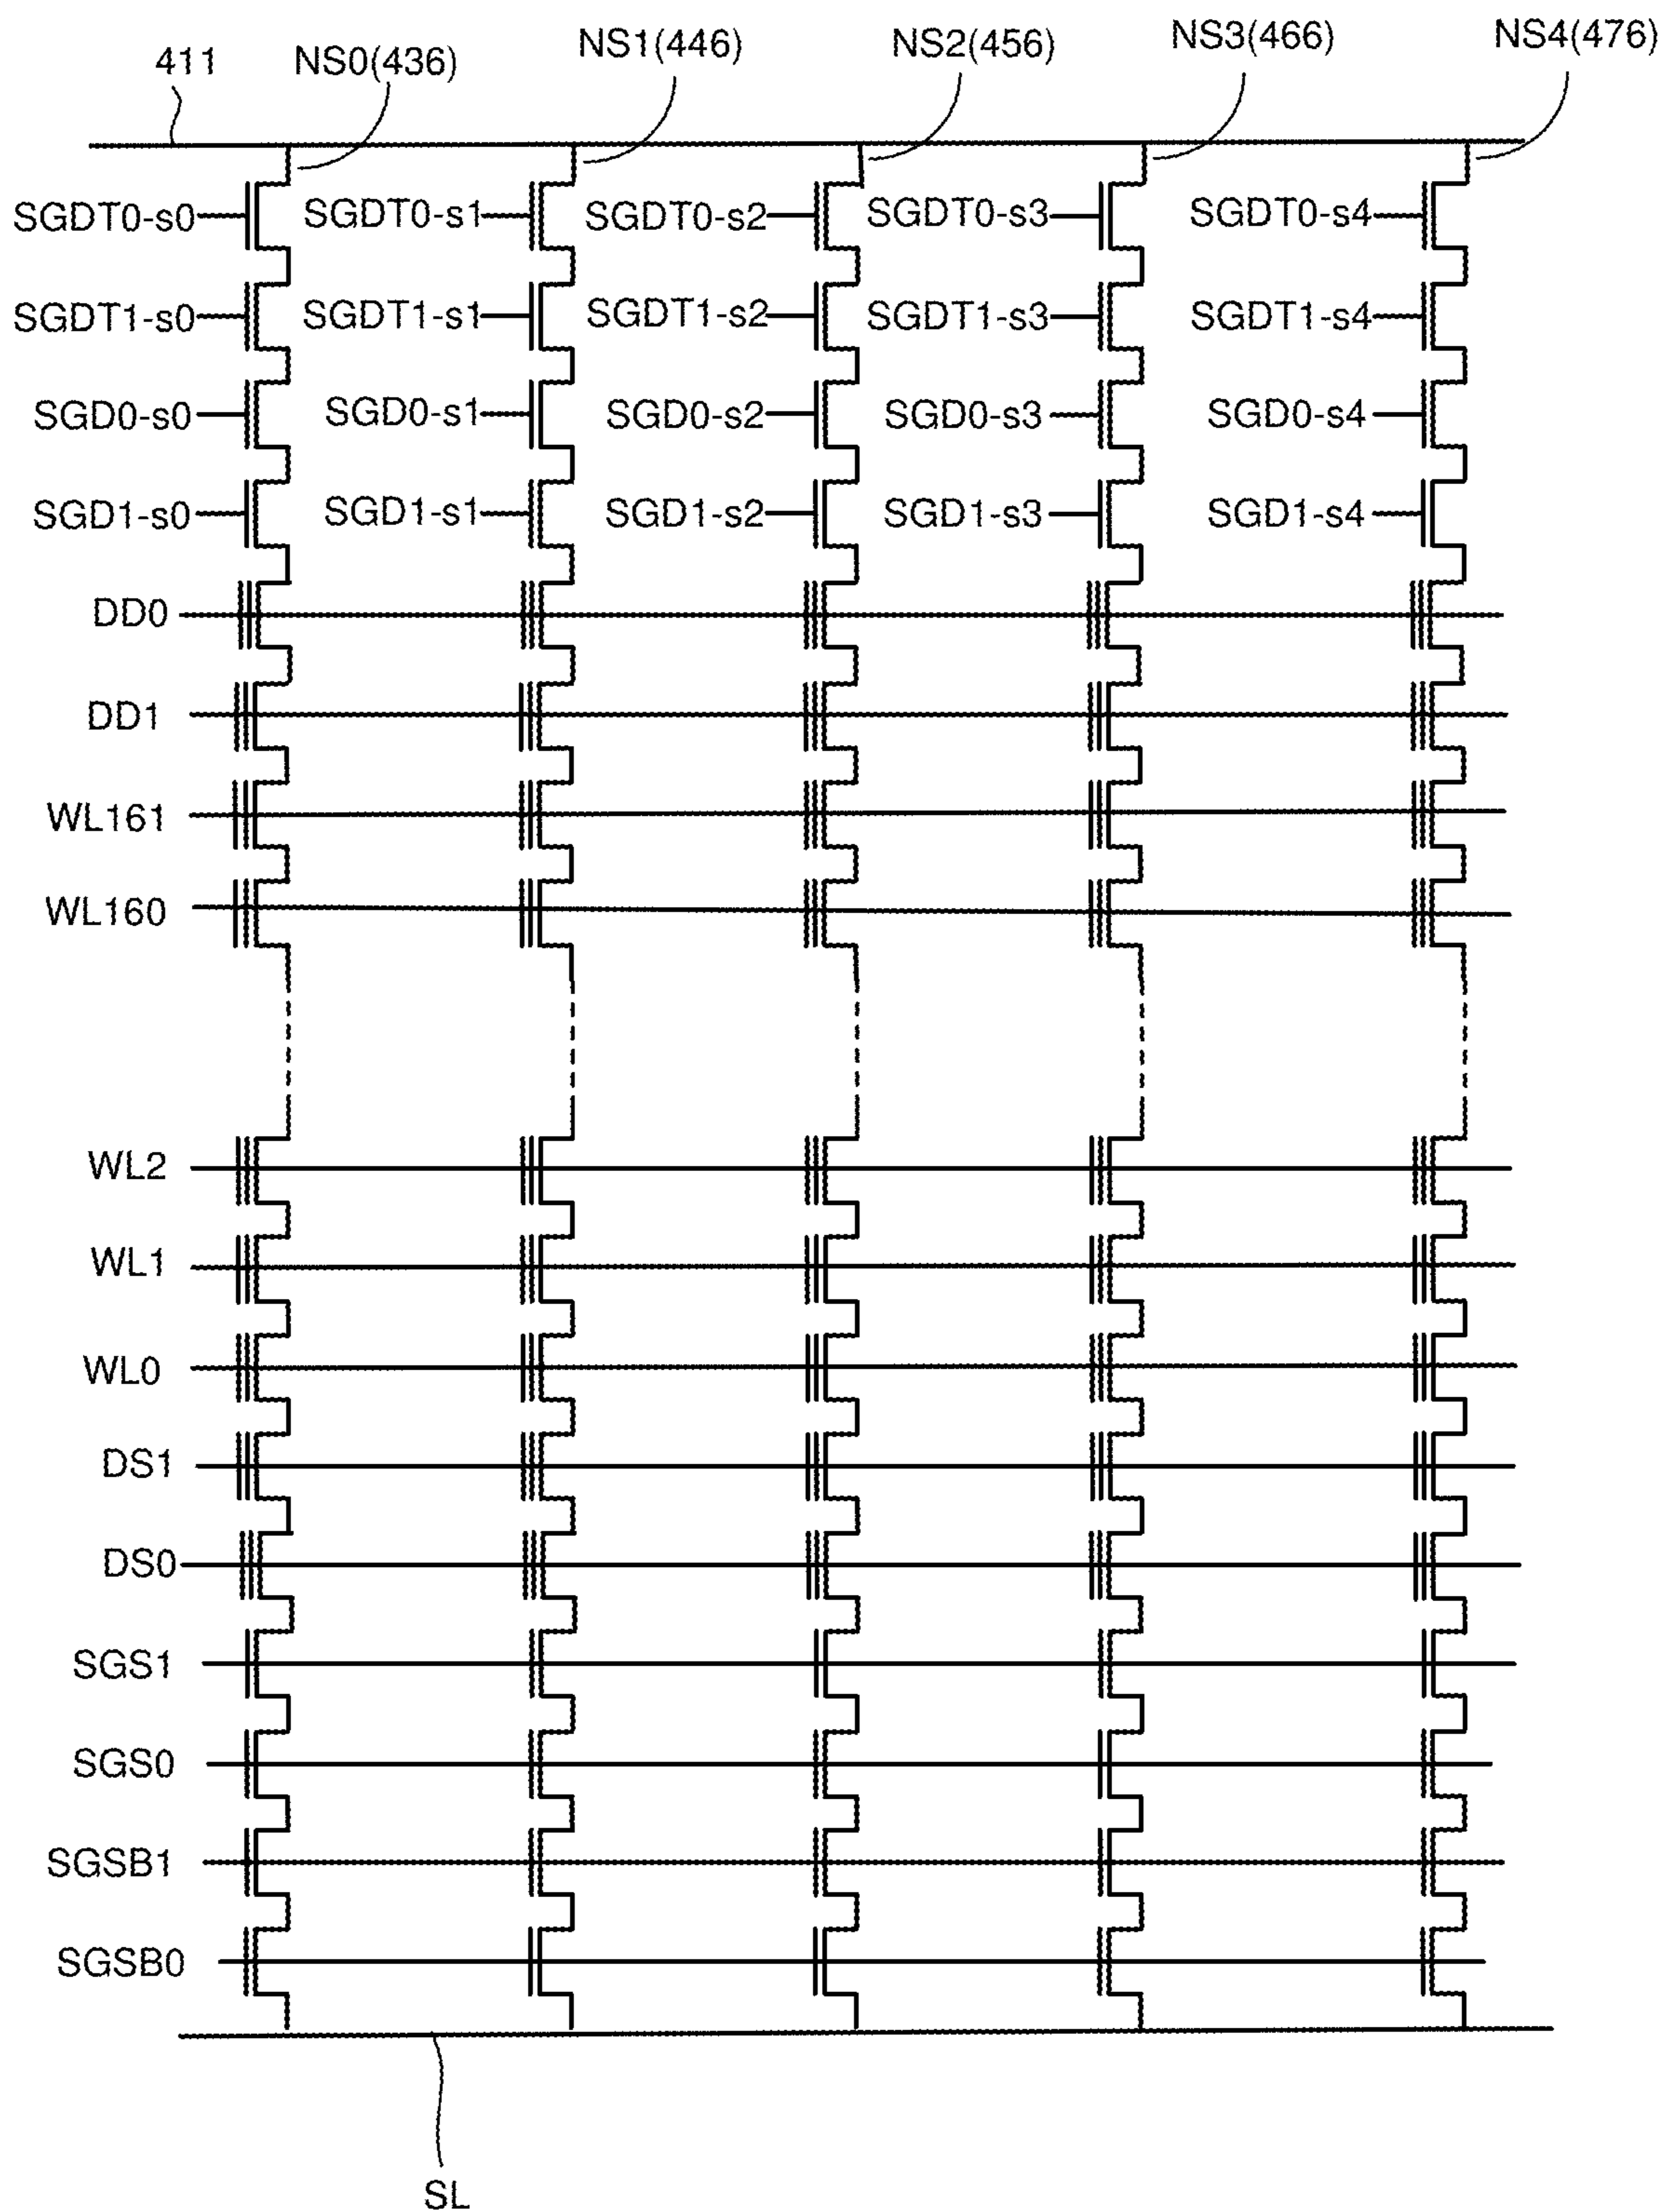 411 NS0(436) NS1(446) NS2(456) NS3(466) NS4(476)
SGDT0-s0 SGDT0-s1 SGDT0-s2 SGDT0-s3 SGDT0-s4
SGDT1-s0 SGDT1-s1 SGDT1-s2 SGDT1-s3 SGDT1-s4
SGD0-s0 SGD0-s1 SGD0-s2 SGD0-s3 SGD0-s4
SGD1-s0 SGD1-s1 SGD1-s2 SGD1-s3 SGD1-s4
DD0
DD1
WL161
WL160
WL2
WL1
WL0
DS1
DS0
SGS1
SGS0
SGSB1
SGSB0
SL